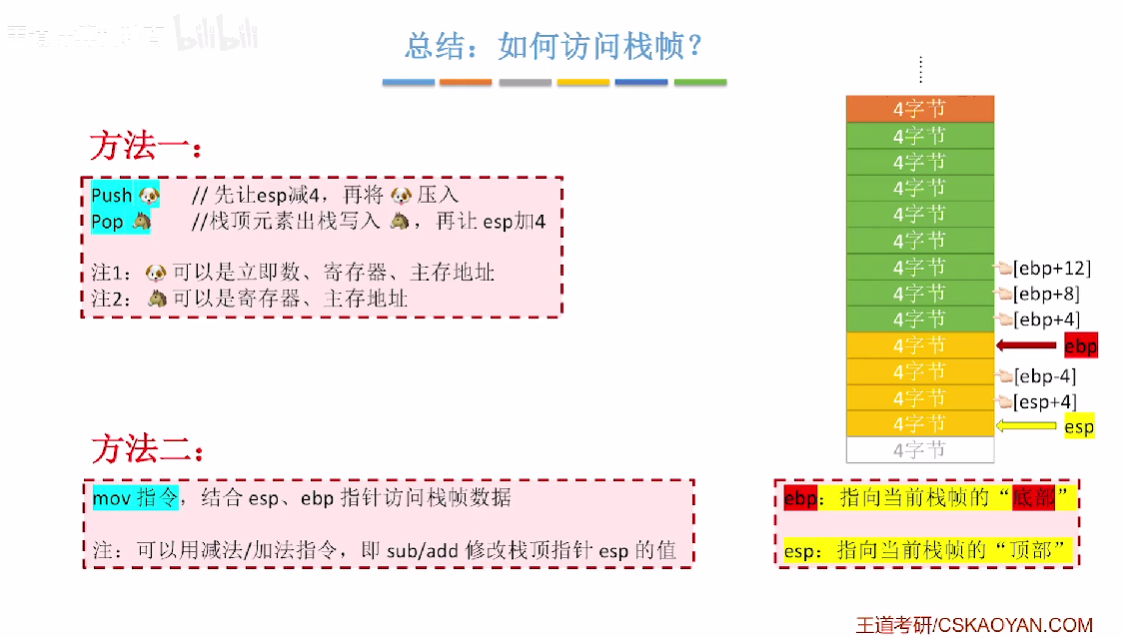 bilibili
总结：如何访问栈帧？
方法一：
Push 🐶 // 先让esp减4，再将 🐶 压入
Pop 🐴 //栈顶元素出栈写入 🐴，再让 esp加4
注1：🐶 可以是立即数、寄存器、主存地址
注2：🐴 可以是寄存器、主存地址
方法二：
mov 指令，结合 esp、ebp 指针访问栈帧数据
注：可以用减法/加法指令，即 sub/add 修改栈顶指针 esp 的值
4字节
4字节
4字节
4字节
4字节
4字节
4字节 [ebp+12]
4字节 [ebp+8]
4字节 [ebp+4]
4字节 ebp
4字节 [ebp-4]
4字节 [esp+4]
4字节 esp
4字节
ebp：指向当前栈帧的“底部”
esp：指向当前栈帧的“顶部”
王道考研/CSKAOYAN.COM